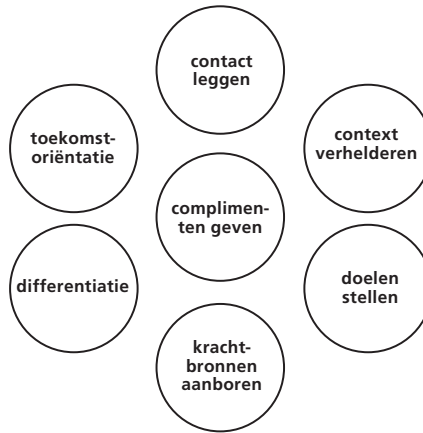 contact
leggen
toekomst-
oriëntatie
context
verhelderen
complimen-
ten geven
differentiatie
doelen
stellen
kracht-
bronnen
aanboren